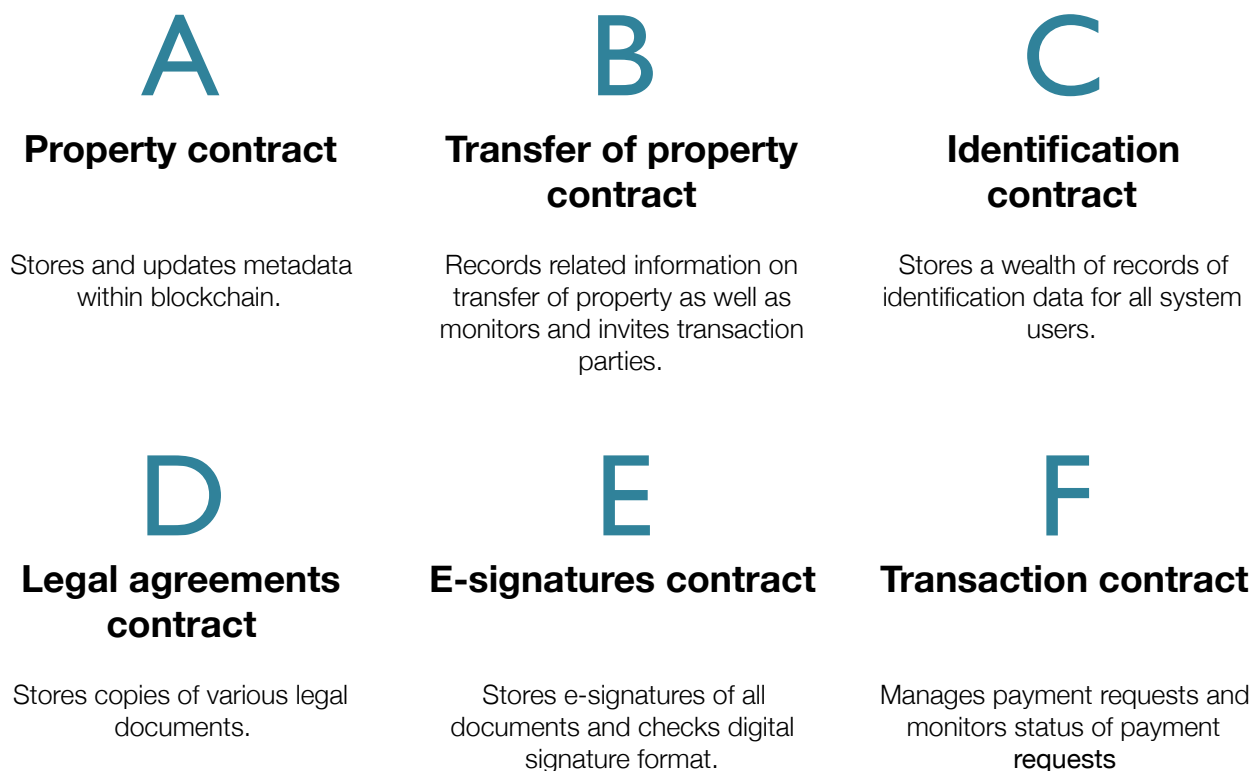 A
Property contract
Stores and updates metadata
within blockchain.
B
Transfer of property
contract
Records related information on
transfer of property as well as
monitors and invites transaction
parties.
C
Identification
contract
Stores a wealth of records of
identification data for all system
users.
D
Legal agreements
contract
Stores copies of various legal
documents.
E
E-signatures contract
Stores e-signatures of all
documents and checks digital
signature format.
F
Transaction contract
Manages payment requests and
monitors status of payment
requests